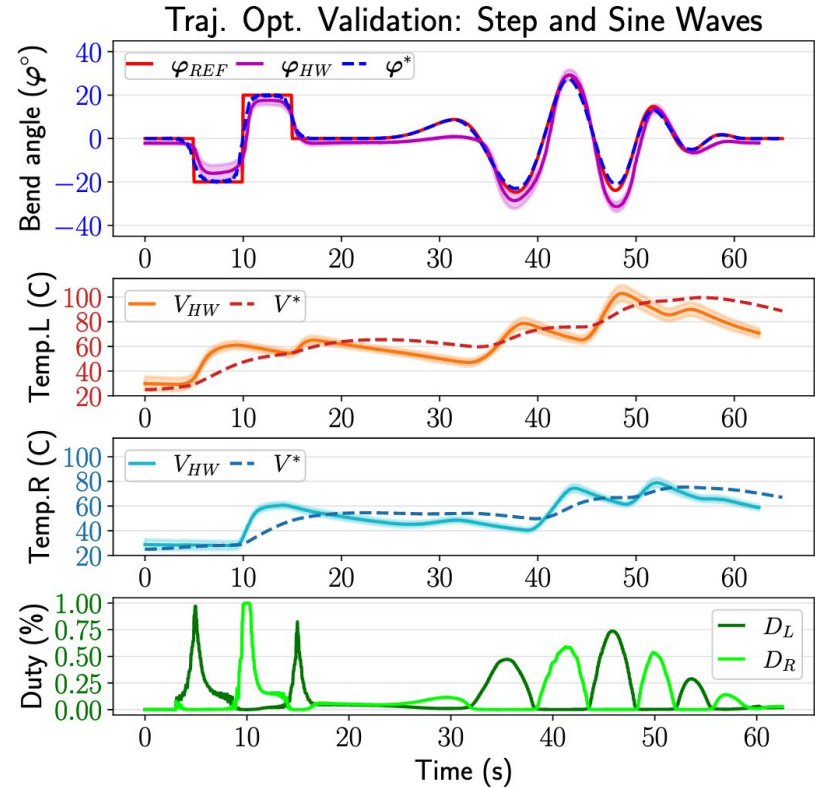 Traj. Opt. Validation: Step and Sine Waves
Bend angle (φ°)
40
20
0
−20
−40
φ_REF φ_HW φ*
0 10 20 30 40 50 60
Temp.L (C)
100
80
60
40
20
V_HW V*
0 10 20 30 40 50 60
Temp.R (C)
100
80
60
40
20
V_HW V*
0 10 20 30 40 50 60
Duty (%)
1.00
0.75
0.50
0.25
0.00
D_L
D_R
0 10 20 30 40 50 60
Time (s)